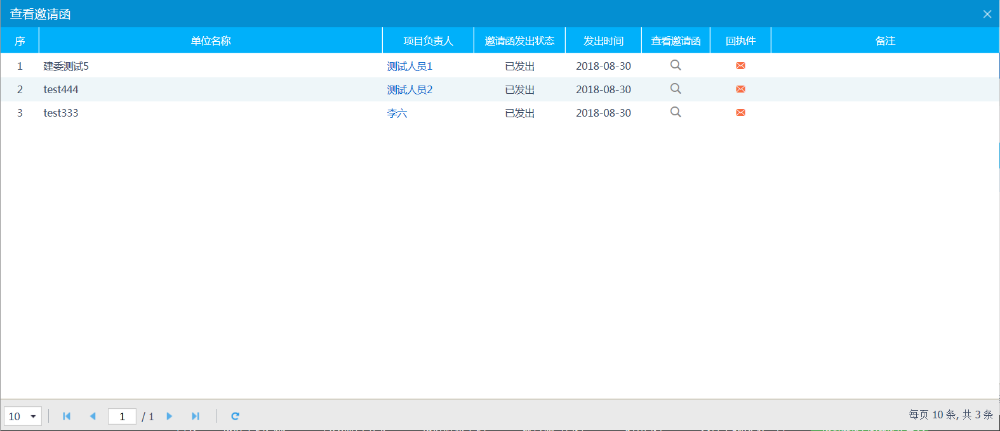 查看邀请函
序 单位名称 项目负责人 邀请函发出状态 发出时间 查看邀请函 回执件 备注
1 建委测试5 测试人员1 已发出 2018-08-30
2 test444 测试人员2 已发出 2018-08-30
3 test333 李六 已发出 2018-08-30
10 1 / 1 每页 10 条, 共 3 条